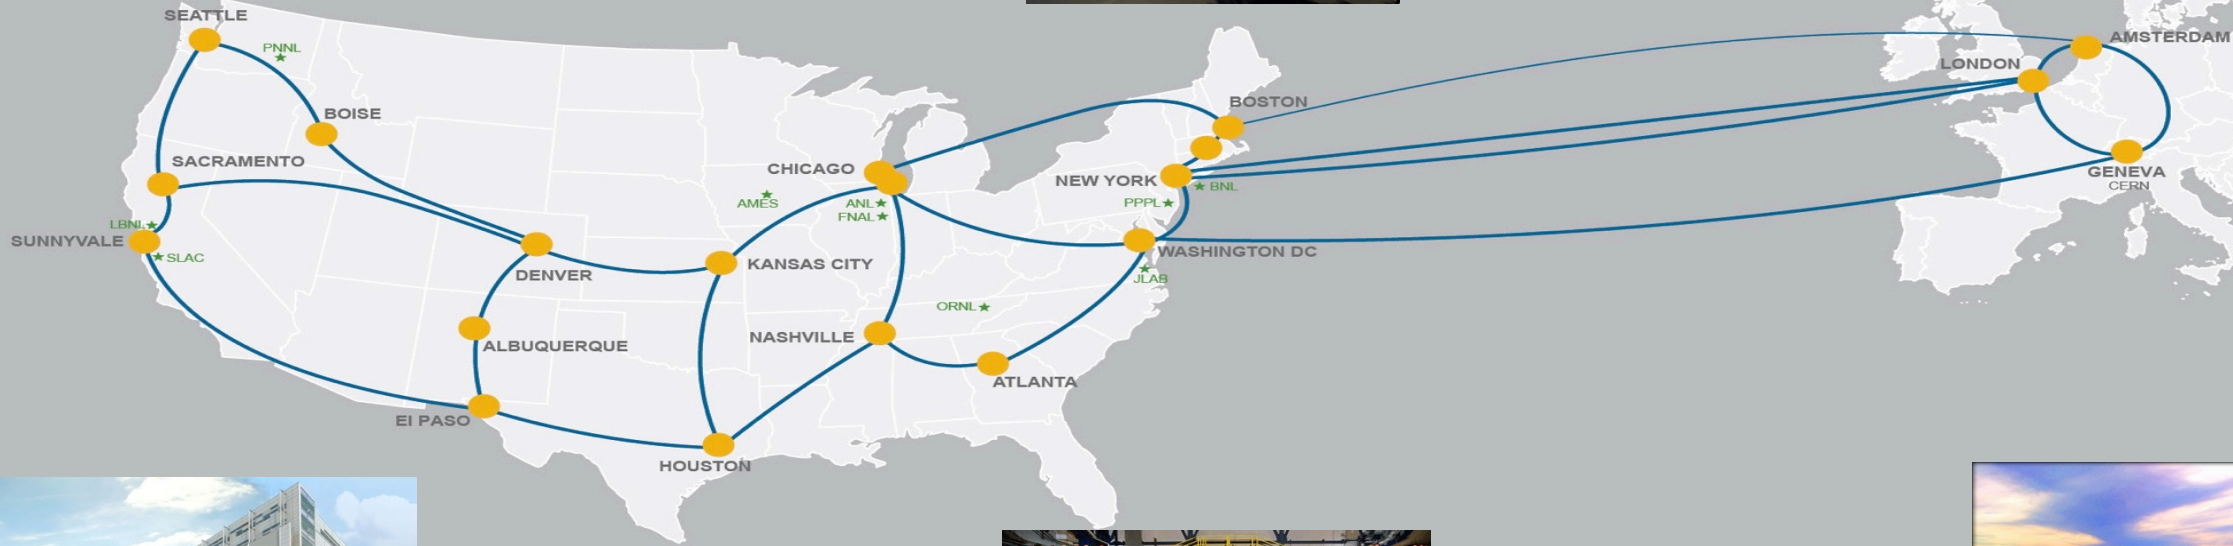 SEATTLE
PNNL
BOISE
SACRAMENTO
LBNL
SUNNYVALE
SLAC
DENVER
ALBUQUERQUE
El PASO
HOUSTON
KANSAS CITY
AMES
CHICAGO
ANL
FNAL
NASHVILLE
ORNL
ATLANTA
BOSTON
NEW YORK
BNL
PPPL
WASHINGTON DC
JLAB
AMSTERDAM
LONDON
GENEVA
CERN